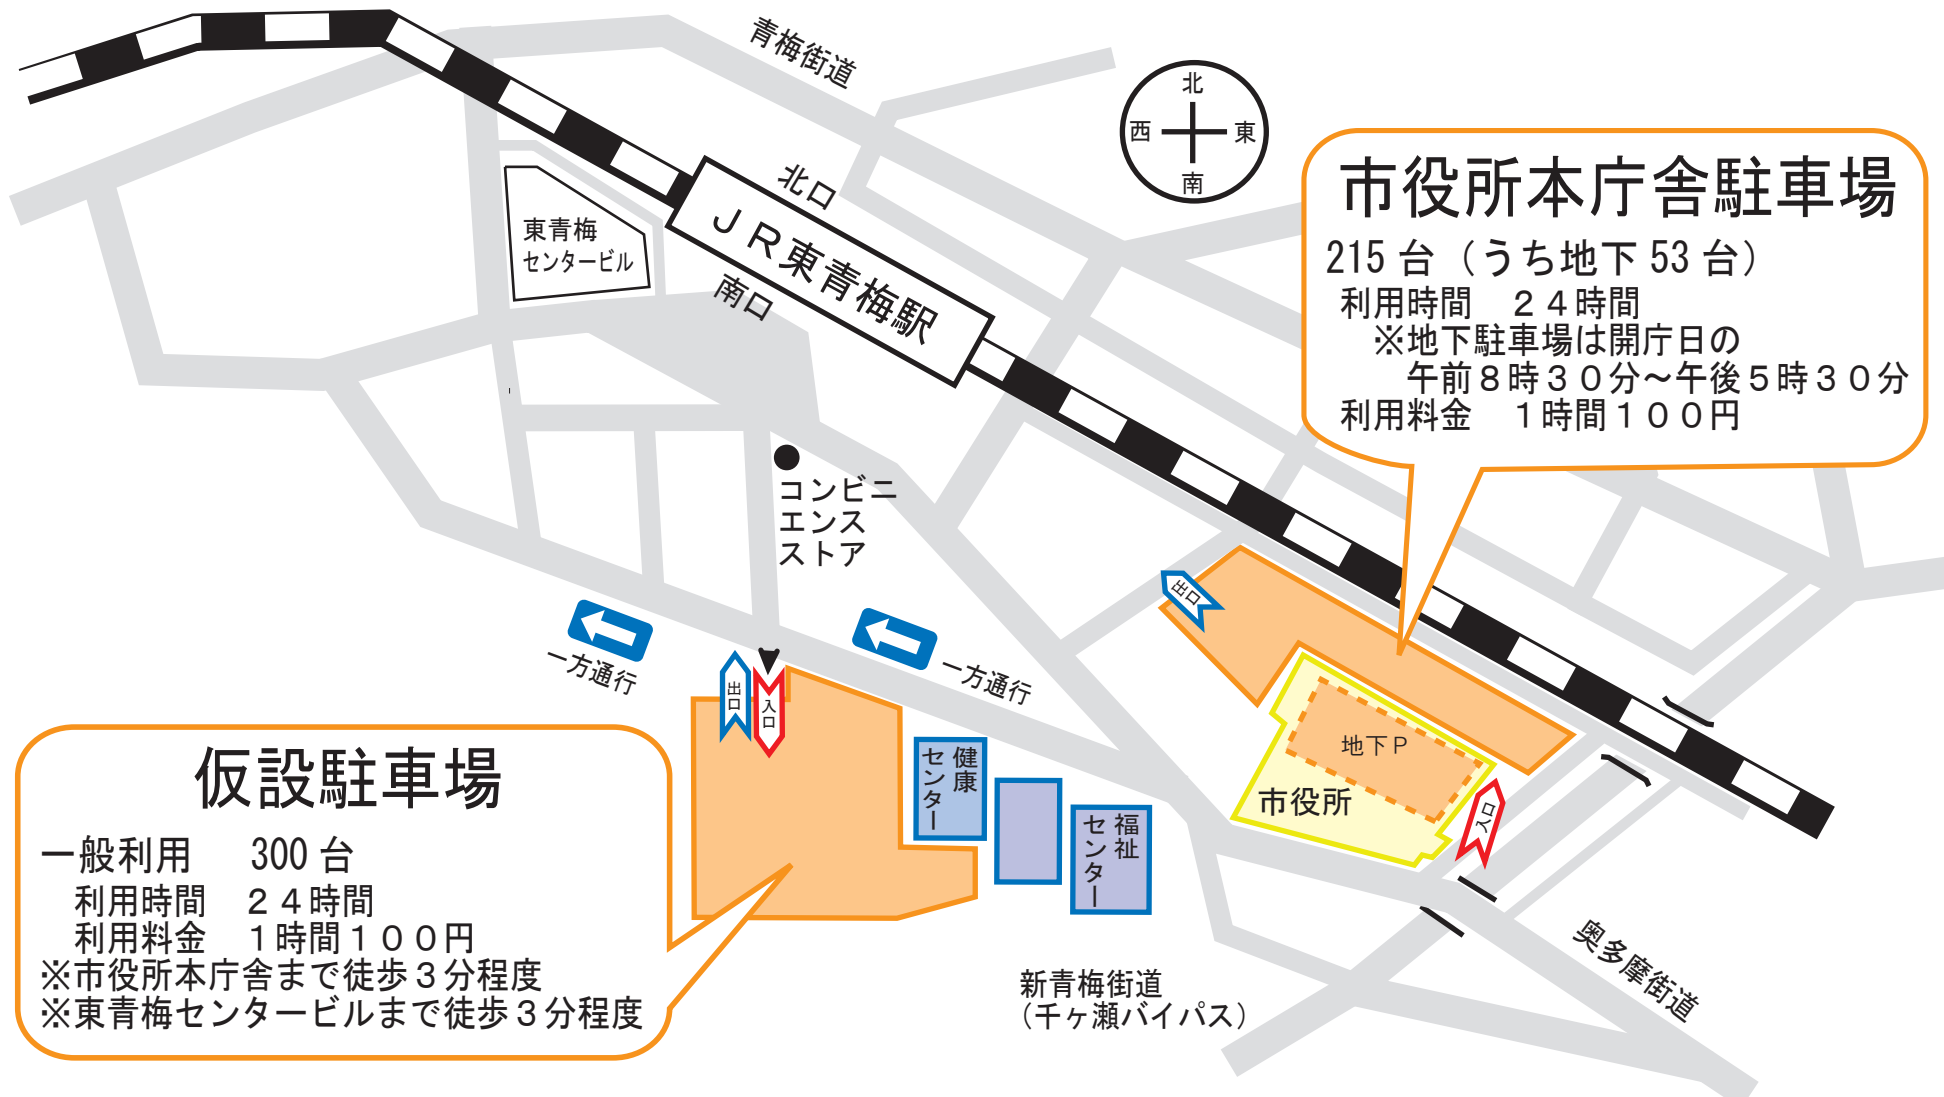 青梅街道
北
西
東
南
北口
JR東青梅駅
南口
東青梅
センタービル
市役所本庁舎駐車場
215台（うち地下53台）
利用時間　２４時間
※地下駐車場は開庁日の
午前８時３０分～午後５時３０分
利用料金　１時間１００円
コンビニ
エンス
ストア
一方通行
一方通行
出口
入口
出口
地下Ｐ
市役所
入口
健康
センター
福祉
センター
仮設駐車場
一般利用　300台
利用時間　２４時間
利用料金　１時間１００円
※市役所本庁舎まで徒歩３分程度
※東青梅センタービルまで徒歩３分程度
新青梅街道
（千ヶ瀬バイパス）
奥多摩街道